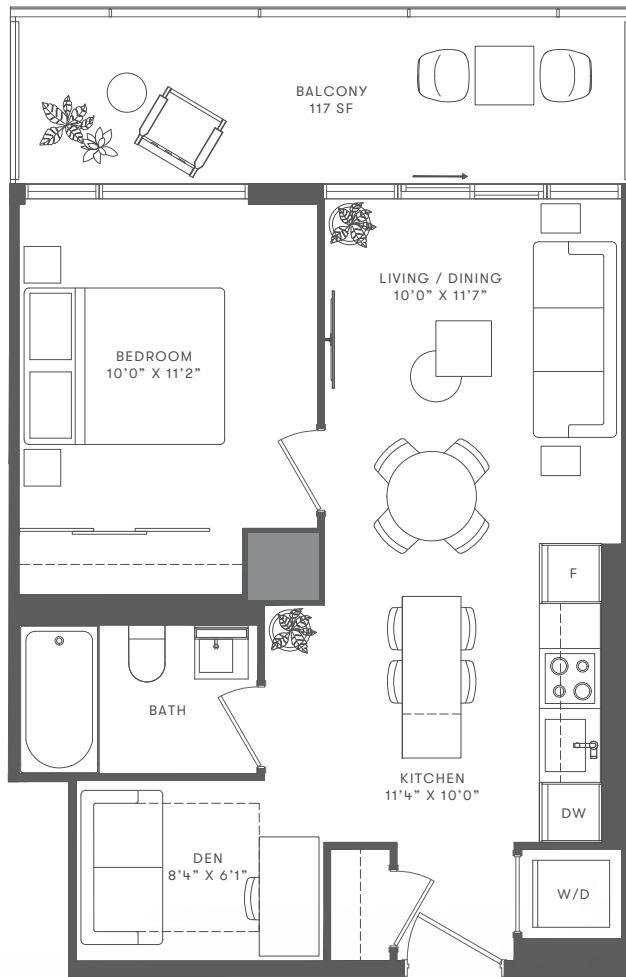 BALCONY
117 SF
LIVING / DINING
10'0" X 11'7"
BEDROOM
10'0" X 11'2"
F
BATH
KITCHEN
11'4" X 10'0"
DW
DEN
8'4" X 6'1"
W/D